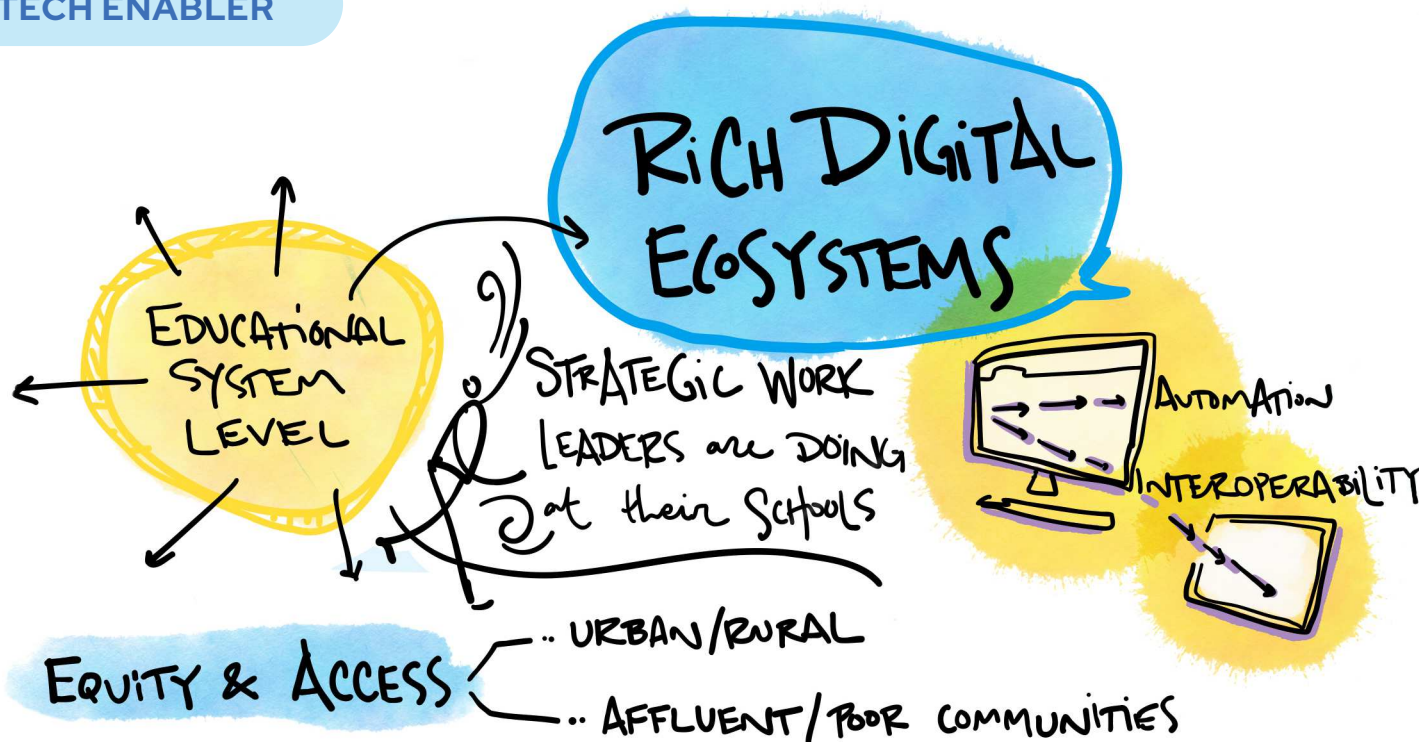 TECH ENABLER
RiCH DiGiTAL
ECOSYSTEMS
EDUCATiONAL
SYSTEM
LEVEL
STRATEGiC WORK
LEADERS are DOiNG
at their SCHOOLS
AUTOMATiON
INTEROPERABiLiTY
EQUiTY & ACCESS
.. URBAN/RURAL
.. AFFLUENT/POOR COMMUNiTiES